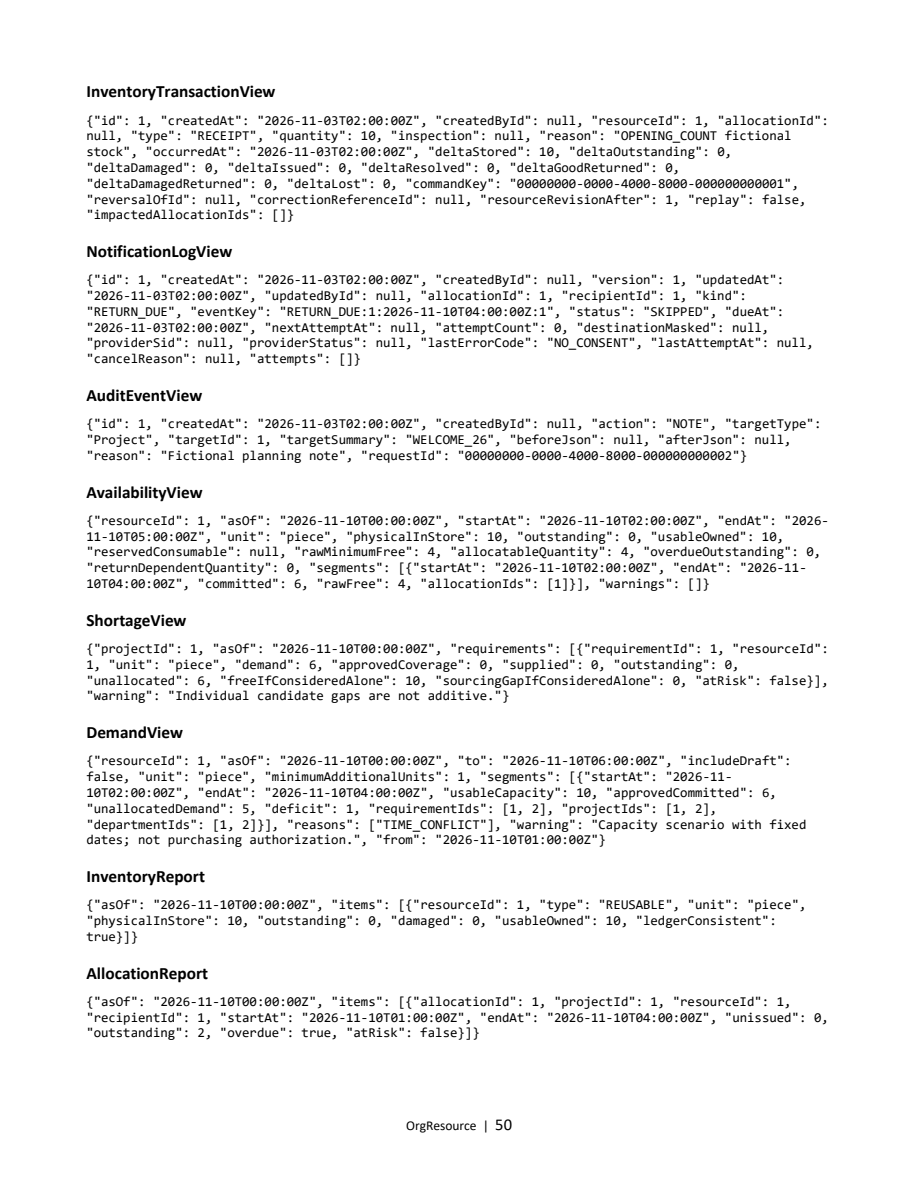 InventoryTransactionView
{"id": 1, "createdAt": "2026-11-03T02:00:00Z", "createdById": null, "resourceId": 1, "allocationId":
null, "type": "RECEIPT", "quantity": 10, "inspection": null, "reason": "OPENING_COUNT fictional
stock", "occurredAt": "2026-11-03T02:00:00Z", "deltaStored": 10, "deltaOutstanding": 0,
"deltaDamaged": 0, "deltaIssued": 0, "deltaResolved": 0, "deltaGoodReturned": 0,
"deltaDamagedReturned": 0, "deltaLost": 0, "commandKey": "00000000-0000-4000-8000-000000000001",
"reversalOfId": null, "correctionReferenceId": null, "resourceRevisionAfter": 1, "replay": false,
"impactedAllocationIds": []}
NotificationLogView
{"id": 1, "createdAt": "2026-11-03T02:00:00Z", "createdById": null, "version": 1, "updatedAt":
"2026-11-03T02:00:00Z", "updatedById": null, "allocationId": 1, "recipientId": 1, "kind":
"RETURN_DUE", "eventKey": "RETURN_DUE:1:2026-11-10T04:00:00Z:1", "status": "SKIPPED", "dueAt":
"2026-11-03T02:00:00Z", "nextAttemptAt": null, "attemptCount": 0, "destinationMasked": null,
"providerSid": null, "providerStatus": null, "lastErrorCode": "NO_CONSENT", "lastAttemptAt": null,
"cancelReason": null, "attempts": []}
AuditEventView
{"id": 1, "createdAt": "2026-11-03T02:00:00Z", "createdById": null, "action": "NOTE", "targetType":
"Project", "targetId": 1, "targetSummary": "WELCOME_26", "beforeJson": null, "afterJson": null,
"reason": "Fictional planning note", "requestId": "00000000-0000-4000-8000-000000000002"}
AvailabilityView
{"resourceId": 1, "asOf": "2026-11-10T00:00:00Z", "startAt": "2026-11-10T02:00:00Z", "endAt": "2026-
11-10T05:00:00Z", "unit": "piece", "physicalInStore": 10, "outstanding": 0, "usableOwned": 10,
"reservedConsumable": null, "rawMinimumFree": 4, "allocatableQuantity": 4, "overdueOutstanding": 0,
"returnDependentQuantity": 0, "segments": [{"startAt": "2026-11-10T02:00:00Z", "endAt": "2026-11-
10T04:00:00Z", "committed": 6, "rawFree": 4, "allocationIds": [1]}], "warnings": []}
ShortageView
{"projectId": 1, "asOf": "2026-11-10T00:00:00Z", "requirements": [{"requirementId": 1, "resourceId":
1, "unit": "piece", "demand": 6, "approvedCoverage": 0, "supplied": 0, "outstanding": 0,
"unallocated": 6, "freeIfConsideredAlone": 10, "sourcingGapIfConsideredAlone": 0, "atRisk": false}],
"warning": "Individual candidate gaps are not additive."}
DemandView
{"resourceId": 1, "asOf": "2026-11-10T00:00:00Z", "to": "2026-11-10T06:00:00Z", "includeDraft":
false, "unit": "piece", "minimumAdditionalUnits": 1, "segments": [{"startAt": "2026-11-
10T02:00:00Z", "endAt": "2026-11-10T04:00:00Z", "usableCapacity": 10, "approvedCommitted": 6,
"unallocatedDemand": 5, "deficit": 1, "requirementIds": [1, 2], "projectIds": [1, 2],
"departmentIds": [1, 2]}], "reasons": ["TIME_CONFLICT"], "warning": "Capacity scenario with fixed
dates; not purchasing authorization.", "from": "2026-11-10T01:00:00Z"}
InventoryReport
{"asOf": "2026-11-10T00:00:00Z", "items": [{"resourceId": 1, "type": "REUSABLE", "unit": "piece",
"physicalInStore": 10, "outstanding": 0, "damaged": 0, "usableOwned": 10, "ledgerConsistent":
true}]}
AllocationReport
{"asOf": "2026-11-10T00:00:00Z", "items": [{"allocationId": 1, "projectId": 1, "resourceId": 1,
"recipientId": 1, "startAt": "2026-11-10T01:00:00Z", "endAt": "2026-11-10T04:00:00Z", "unissued": 0,
"outstanding": 2, "overdue": true, "atRisk": false}]}
OrgResource | 50